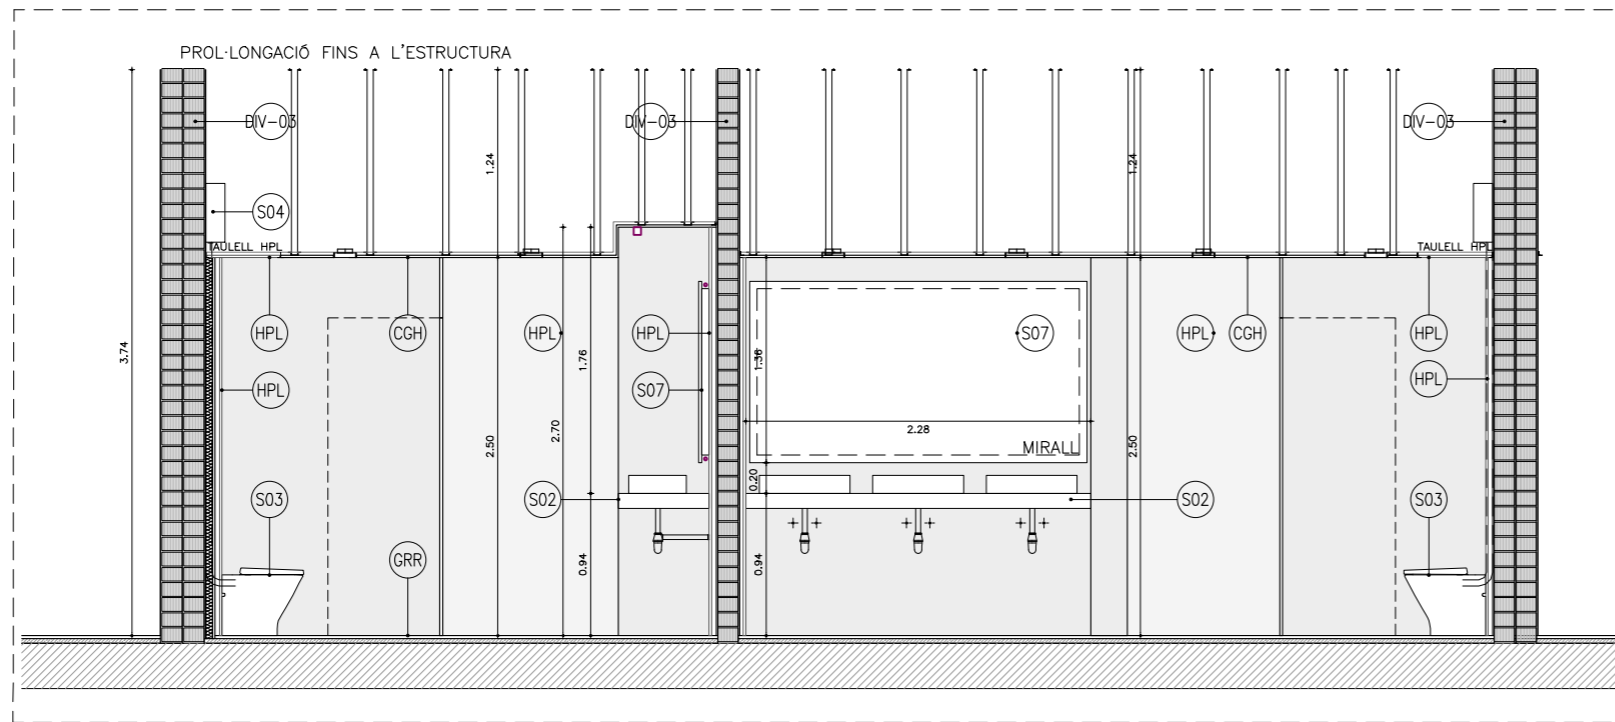 PROL·LONGACIÓ FINS A L'ESTRUCTURA
DIV-03
DIV-03
DIV-03
1.24
1.24
S04
TAULELL HPL
TAULELL HPL
HPL
CGH
HPL
HPL
S07
HPL
CGH
HPL
3.74
1.76
1.36
HPL
S07
HPL
2.70
2.50
2.28
2.50
MIRALL
0.20
S03
S02
S02
S03
GRR
0.94
0.94